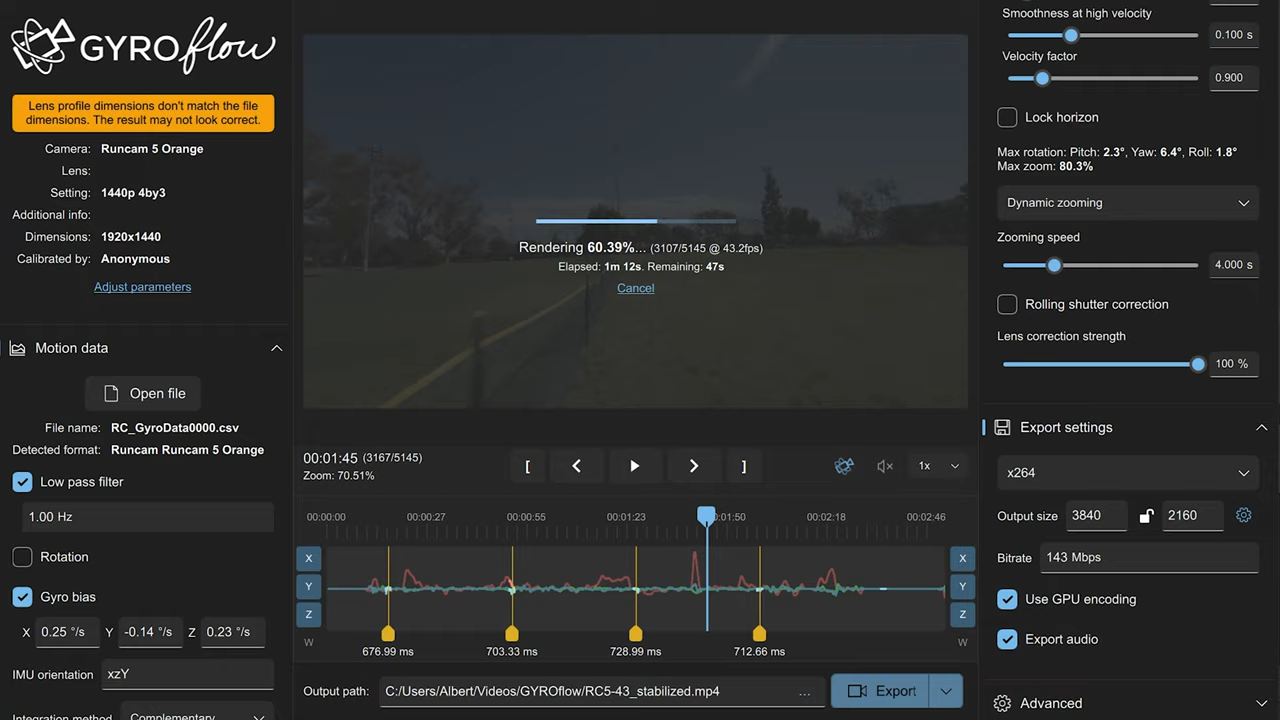 GYROflow
Lens profile dimensions don't match the file
dimensions. The result may not look correct.
Camera: Runcam 5 Orange
Lens:
Setting: 1440p 4by3
Additional info:
Dimensions: 1920x1440
Calibrated by: Anonymous
Adjust parameters
Motion data
Open file
File name: RC_GyroData0000.csv
Detected format: Runcam Runcam 5 Orange
Low pass filter
1.00 Hz
Rotation
Gyro bias
X 0.25 °/s Y -0.14 °/s Z 0.23 °/s
IMU orientation xzY
Integration method Complementary
Rendering 60.39%... (3107/5145 @ 43.2fps)
Elapsed: 1m 12s. Remaining: 47s
Cancel
00:01:45 (3167/5145)
Zoom: 70.51%
[ ]
1x
00:00:00 00:00:27 00:00:55 00:01:23 00:01:50 00:02:18 00:02:46
X X
Y Y
Z Z
W W
676.99 ms 703.33 ms 728.99 ms 712.66 ms
Output path: C:/Users/Albert/Videos/GYROflow/RC5-43_stabilized.mp4 ... Export
Smoothness at high velocity
0.100 s
Velocity factor
0.900
Lock horizon
Max rotation: Pitch: 2.3°, Yaw: 6.4°, Roll: 1.8°
Max zoom: 80.3%
Dynamic zooming
Zooming speed
4.000 s
Rolling shutter correction
Lens correction strength
100 %
Export settings
x264
Output size 3840 2160
Bitrate 143 Mbps
Use GPU encoding
Export audio
Advanced